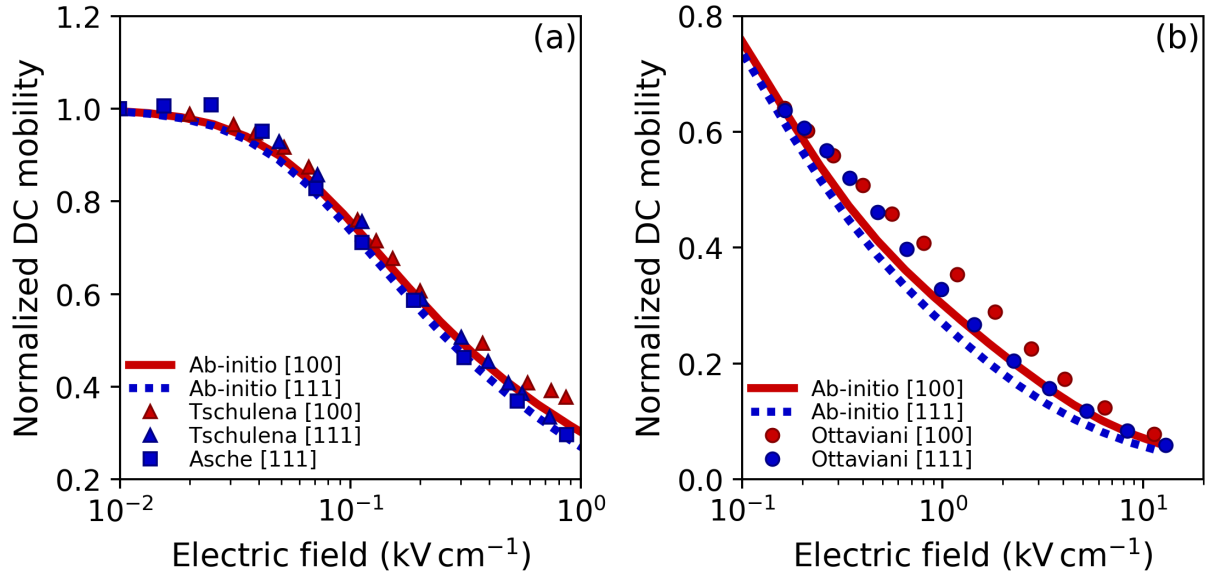 (a)
Normalized DC mobility
1.2
1.0
0.8
0.6
0.4
0.2
Ab-initio [100]
Ab-initio [111]
Tschulena [100]
Tschulena [111]
Asche [111]
10⁻²
10⁻¹
10⁰
Electric field (kV cm⁻¹)
(b)
Normalized DC mobility
0.8
0.6
0.4
0.2
0.0
Ab-initio [100]
Ab-initio [111]
Ottaviani [100]
Ottaviani [111]
10⁻¹
10⁰
10¹
Electric field (kV cm⁻¹)